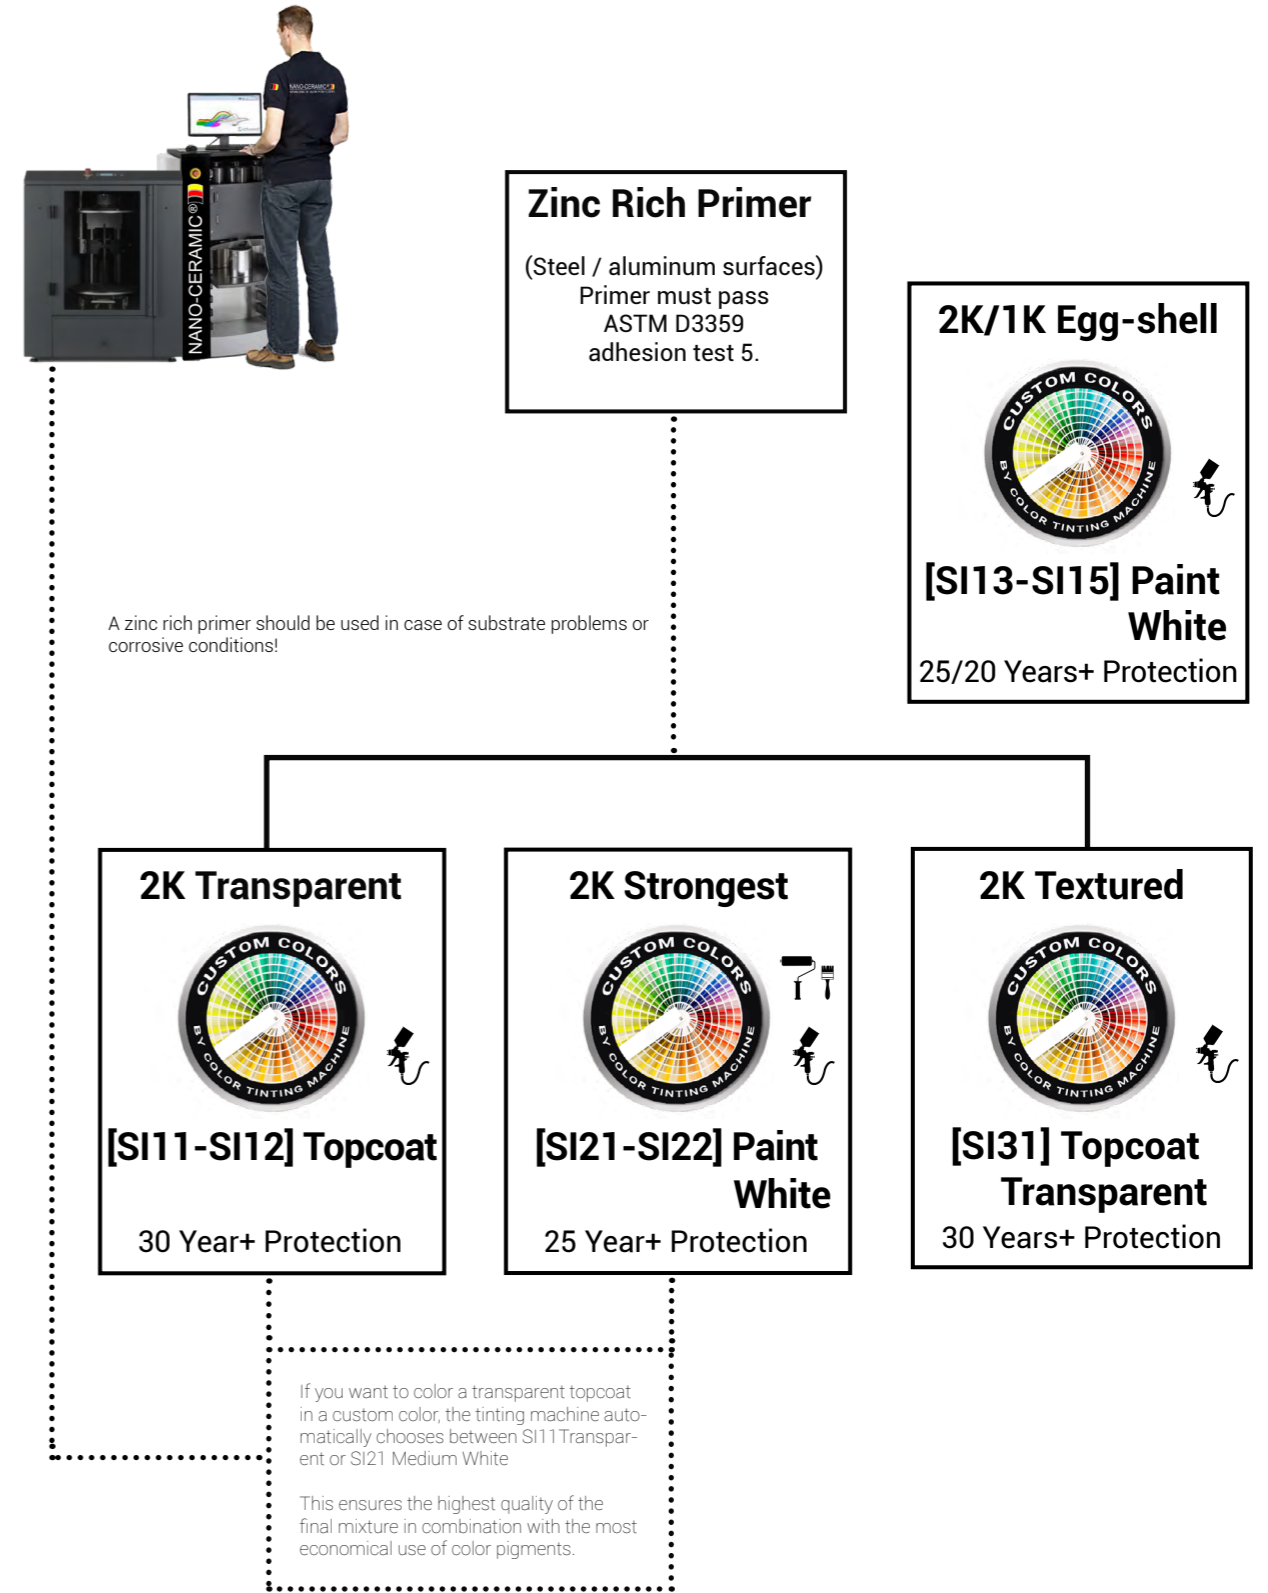 NANO-CERAMIC®
NANO-CERAMIC®
Zinc Rich Primer
(Steel / aluminum surfaces)
Primer must pass
ASTM D3359
adhesion test 5.
2K/1K Egg-shell
CUSTOM COLORS
BY COLOR TINTING MACHINE
[SI13-SI15] Paint
White
25/20 Years+ Protection
A zinc rich primer should be used in case of substrate problems or
corrosive conditions!
2K Transparent
CUSTOM COLORS
BY COLOR TINTING MACHINE
[SI11-SI12] Topcoat
30 Year+ Protection
2K Strongest
CUSTOM COLORS
BY COLOR TINTING MACHINE
[SI21-SI22] Paint
White
25 Year+ Protection
2K Textured
CUSTOM COLORS
BY COLOR TINTING MACHINE
[SI31] Topcoat
Transparent
30 Years+ Protection
If you want to color a transparent topcoat
in a custom color, the tinting machine auto-
matically chooses between SI11Transpar-
ent or SI21 Medium White
This ensures the highest quality of the
final mixture in combination with the most
economical use of color pigments.